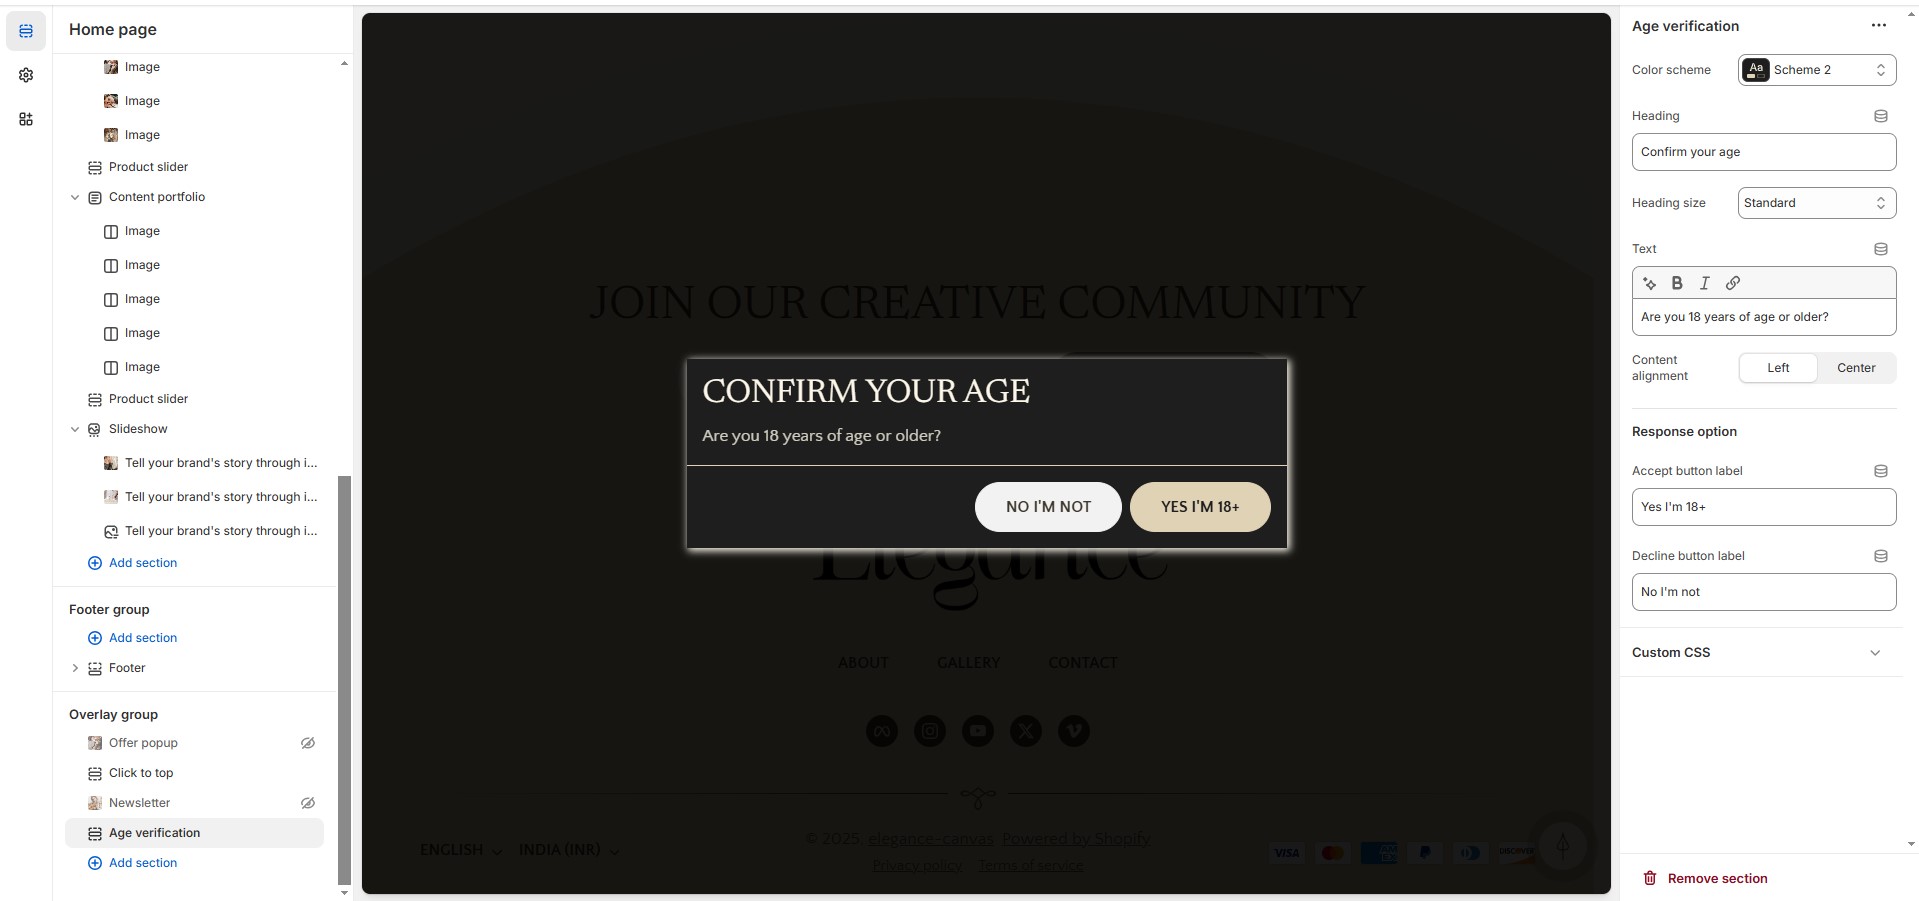 Home page
Image
Image
Image
Product slider
Content portfolio
Image
Image
Image
Image
Image
Product slider
Slideshow
Tell your brand's story through i...
Tell your brand's story through i...
Tell your brand's story through i...
Add section
Footer group
Add section
Footer
Overlay group
Offer popup
Click to top
Newsletter
Age verification
Add section
JOIN OUR CREATIVE COMMUNITY
CONFIRM YOUR AGE
Are you 18 years of age or older?
NO I'M NOT
YES I'M 18+
Elegance
ABOUT GALLERY CONTACT
ENGLISH INDIA (INR)
© 2025, elegance-canvas Powered by Shopify
Privacy policy Terms of service
VISA
AM
EX
DISCOVER
Age verification
Color scheme
Aa
Scheme 2
Heading
Confirm your age
Heading size
Standard
Text
B I
Are you 18 years of age or older?
Content
alignment
Left
Center
Response option
Accept button label
Yes I'm 18+
Decline button label
No I'm not
Custom CSS
Remove section